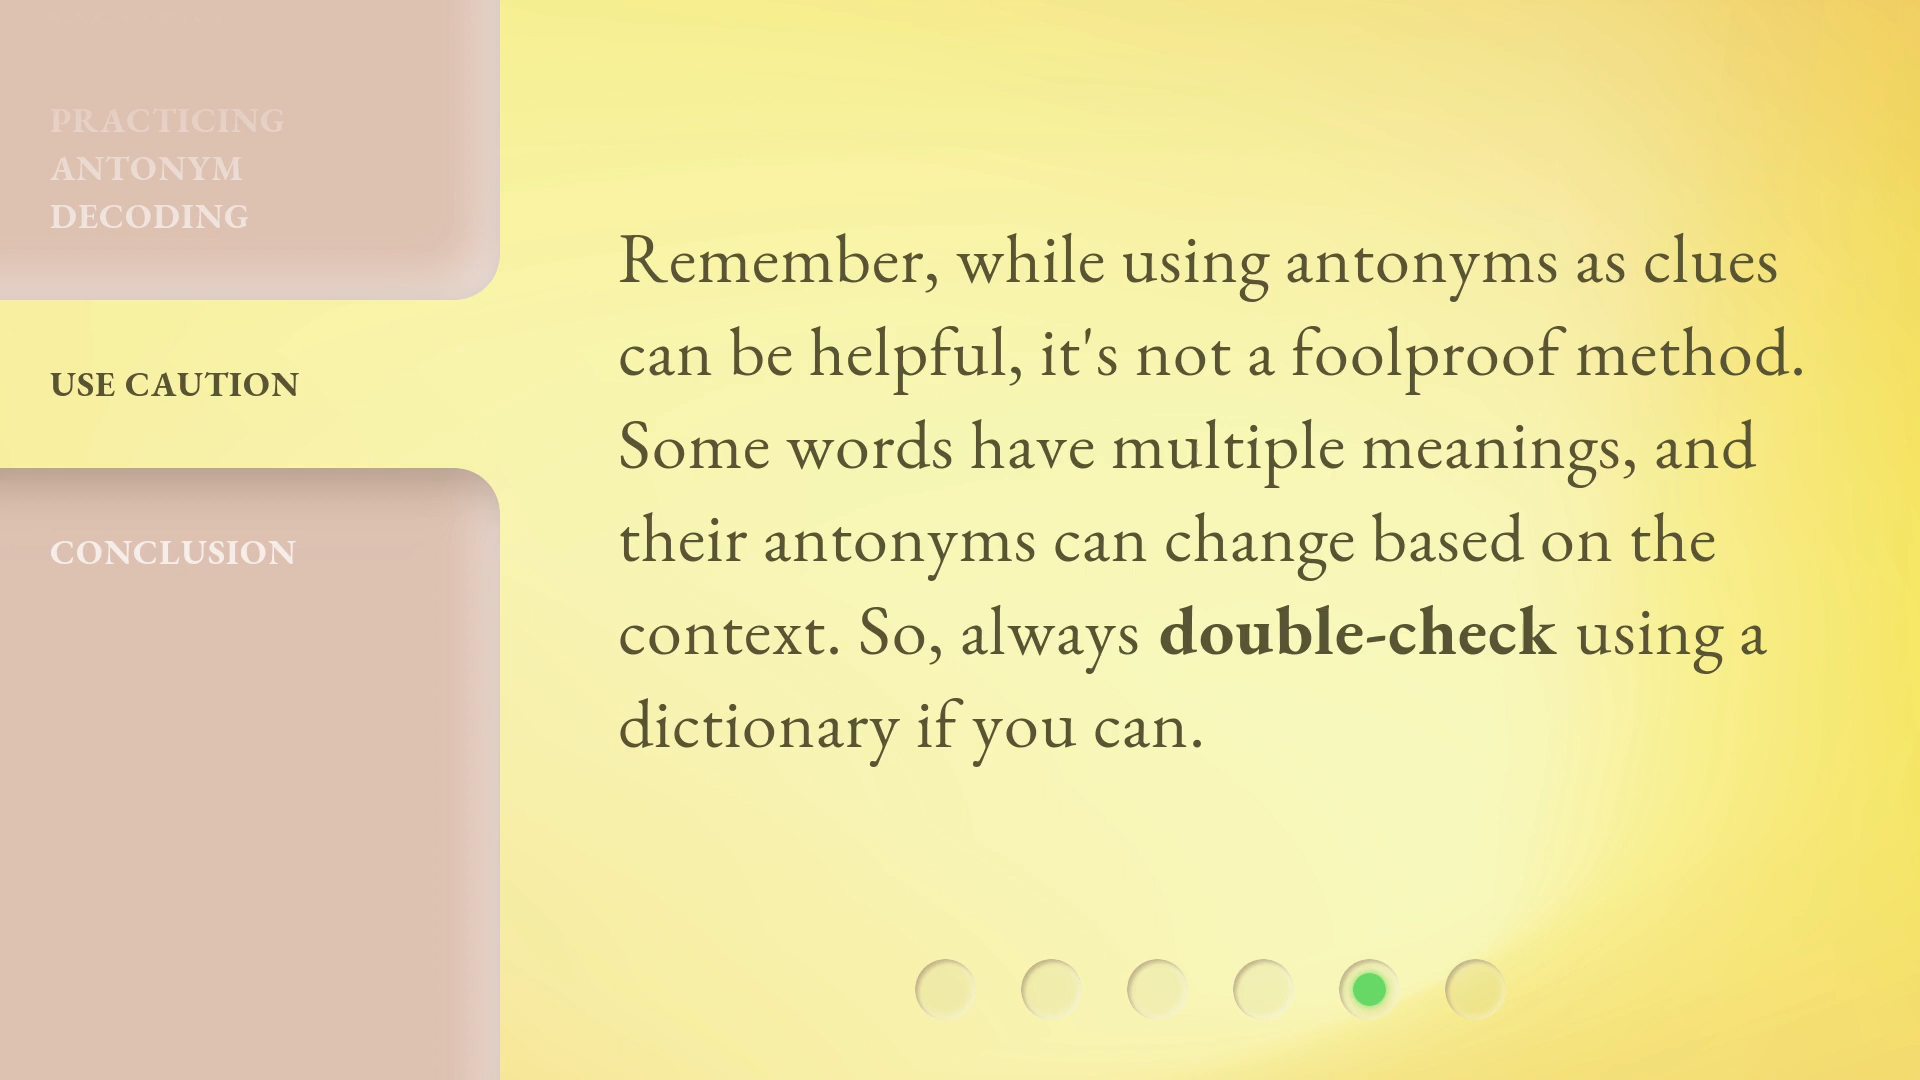 PRACTICING
ANTONYM
DECODING
USE CAUTION
CONCLUSION
Remember, while using antonyms as clues
can be helpful, it's not a foolproof method.
Some words have multiple meanings, and
their antonyms can change based on the
context. So, always double-check using a
dictionary if you can.